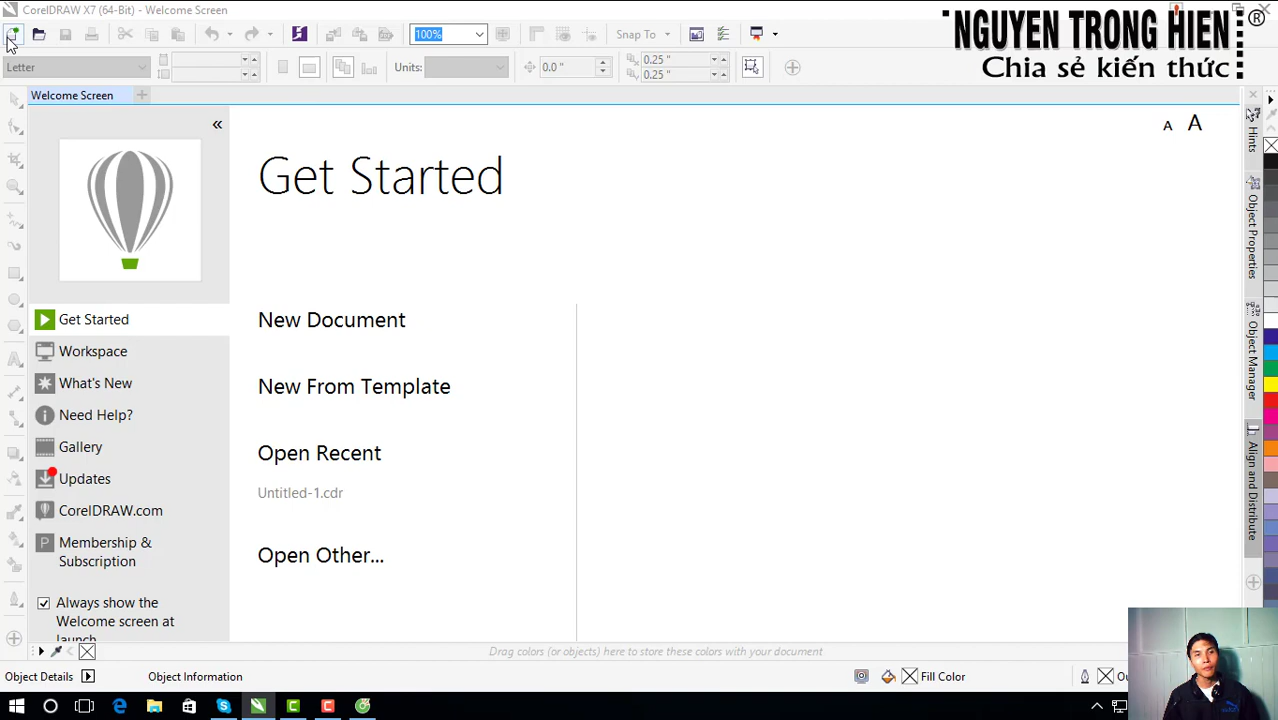 CorelDRAW X7 (64-Bit) - Welcome Screen
NGUYEN TRONG HIEN ®
Chia sẻ kiến thức
100%
Snap To
Letter
Units:
0.0 "
0.25 "
0.25 "
Welcome Screen
«
A A
Get Started
Get Started
Workspace
What's New
Need Help?
Gallery
Updates
CorelDRAW.com
Membership &
Subscription
Always show the
Welcome screen at
launch
New Document
New From Template
Open Recent
Untitled-1.cdr
Open Other...
Hints
Object Properties
Object Manager
Align and Distribute
Drag colors (or objects) here to store these colors with your document
Object Details
Object Information
Fill Color